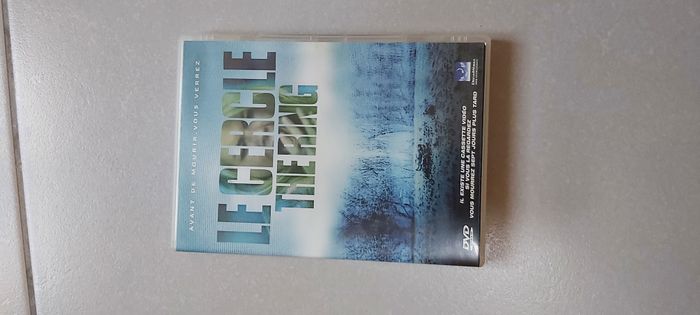 AVANT DE MOURIR, VOUS VERREZ
LE CERCLE
THE RING
IL EXISTE UNE CASSETTE VIDÉO
SI VOUS LA REGARDEZ
VOUS MOURREZ SEPT JOURS PLUS TARD
DVD